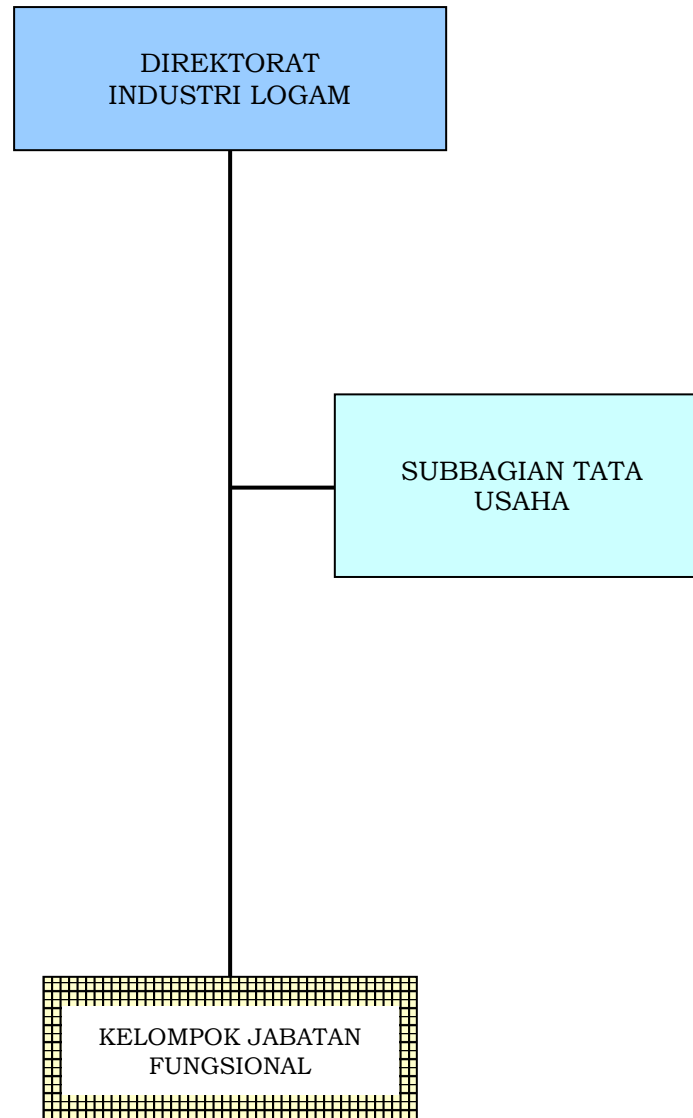 DIREKTORAT
INDUSTRI LOGAM
SUBBAGIAN TATA
USAHA
KELOMPOK JABATAN
FUNGSIONAL